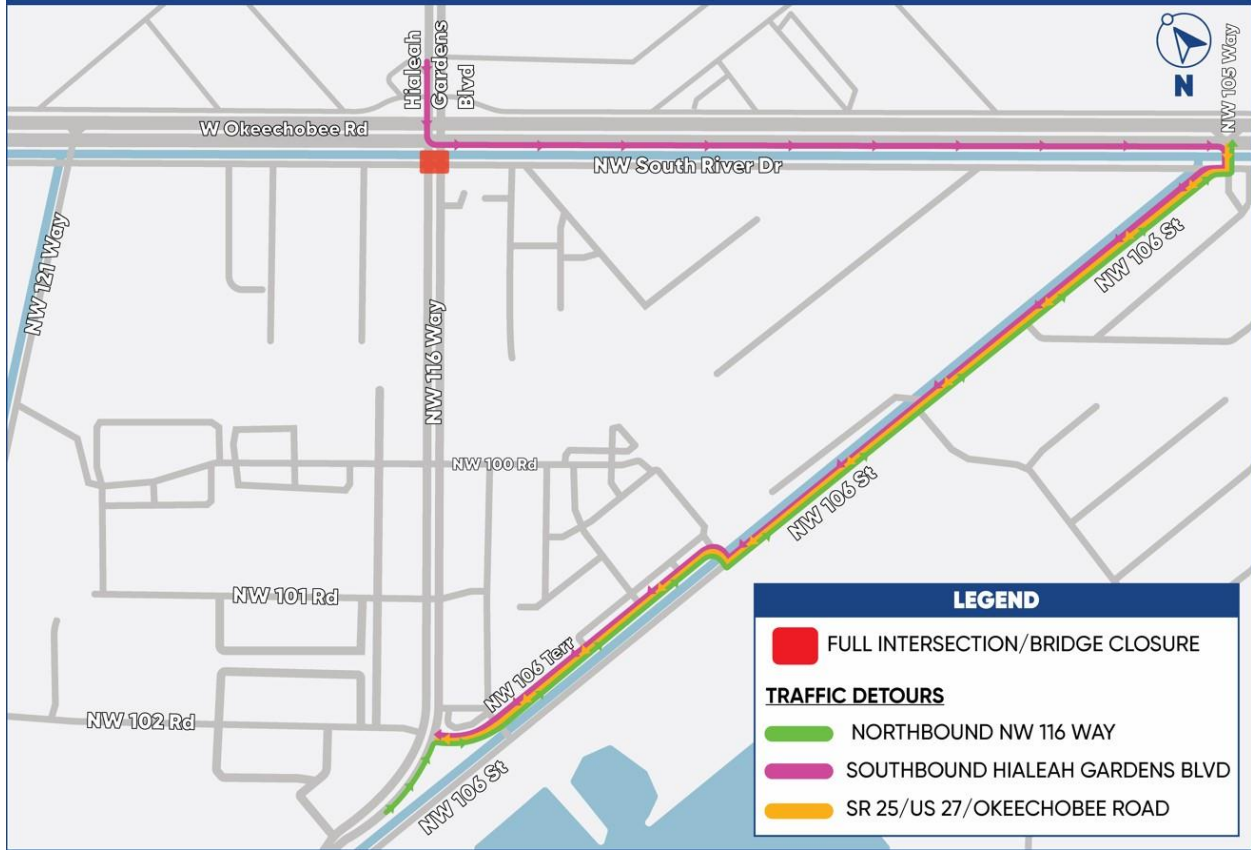 Hialeah
Gardens
Blvd
NW 105 Way
N
W Okeechobee Rd
NW South River Dr
NW 121 Way
NW 116 Way
NW 106 St
NW 100 Rd
NW 106 St
NW 101 Rd
NW 106 Terr
NW 102 Rd
NW 106 St
LEGEND
FULL INTERSECTION/BRIDGE CLOSURE
TRAFFIC DETOURS
NORTHBOUND NW 116 WAY
SOUTHBOUND HIALEAH GARDENS BLVD
SR 25/US 27/OKEECHOBEE ROAD